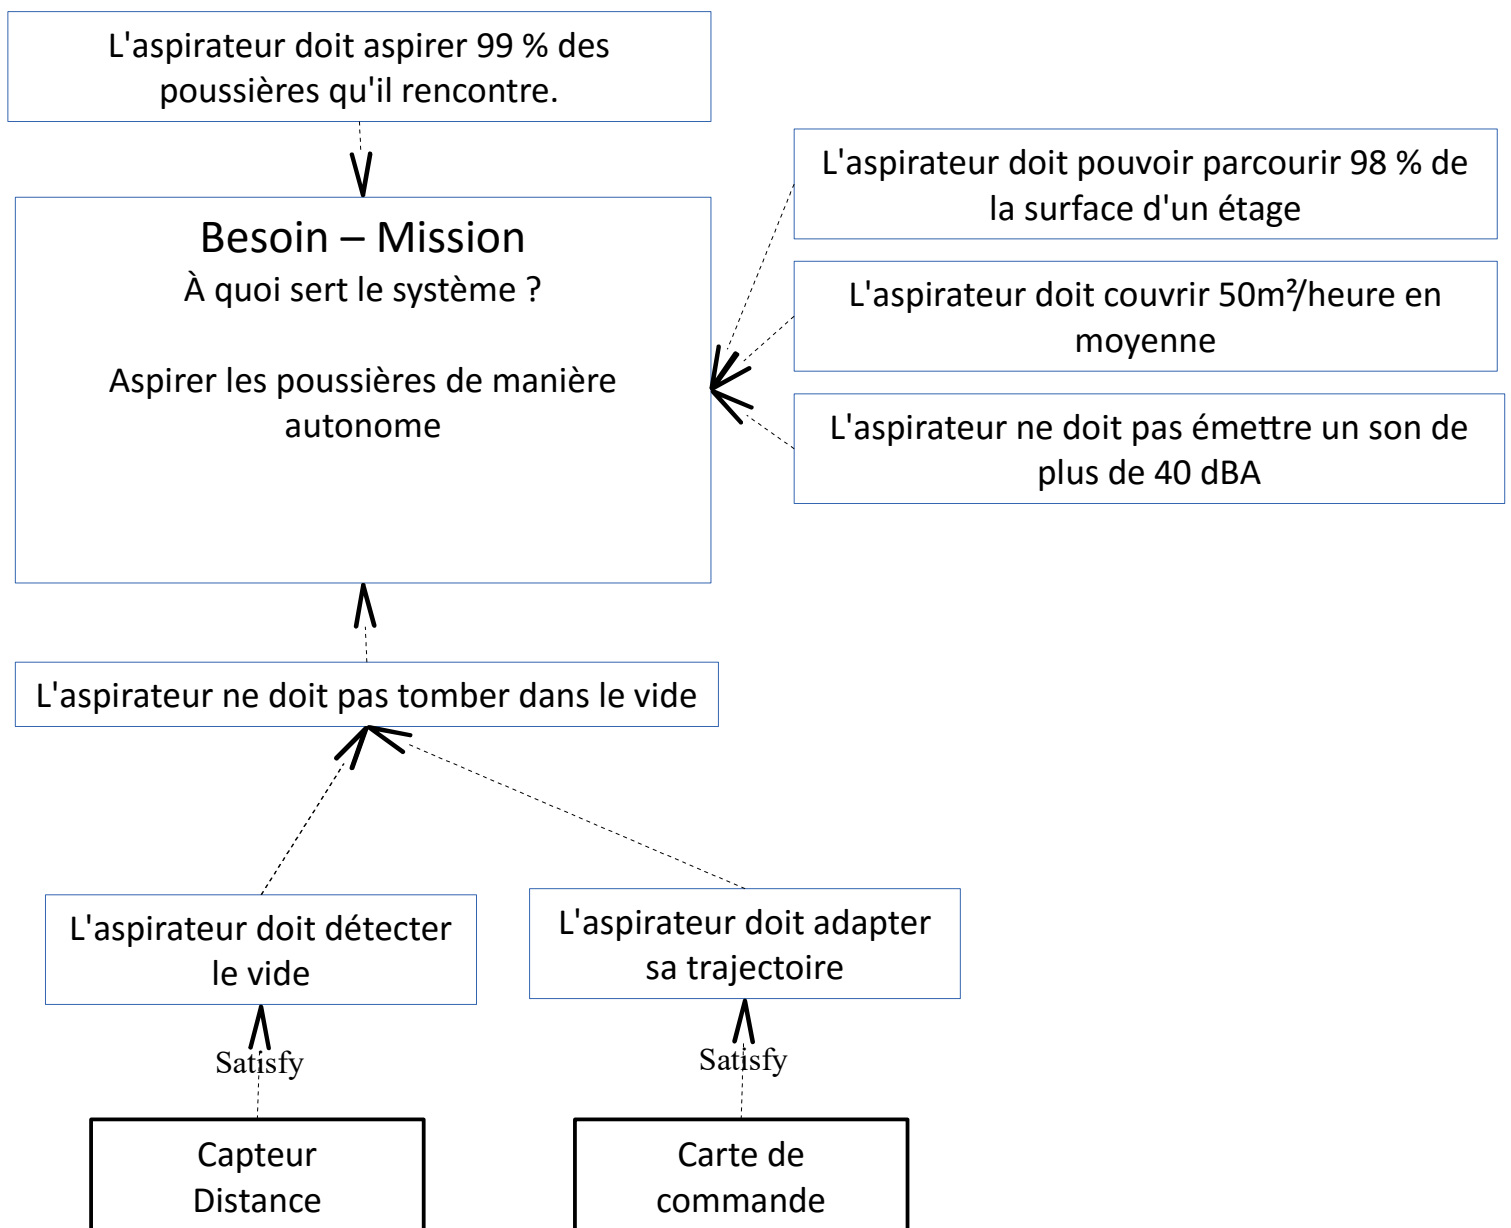 L'aspirateur doit aspirer 99 % des
poussières qu'il rencontre.
L'aspirateur doit pouvoir parcourir 98 % de
la surface d'un étage
Besoin – Mission
À quoi sert le système ?
Aspirer les poussières de manière
autonome
L'aspirateur doit couvrir 50m²/heure en
moyenne
L'aspirateur ne doit pas émettre un son de
plus de 40 dBA
L'aspirateur ne doit pas tomber dans le vide
L'aspirateur doit détecter
le vide
L'aspirateur doit adapter
sa trajectoire
Satisfy
Satisfy
Capteur
Distance
Carte de
commande